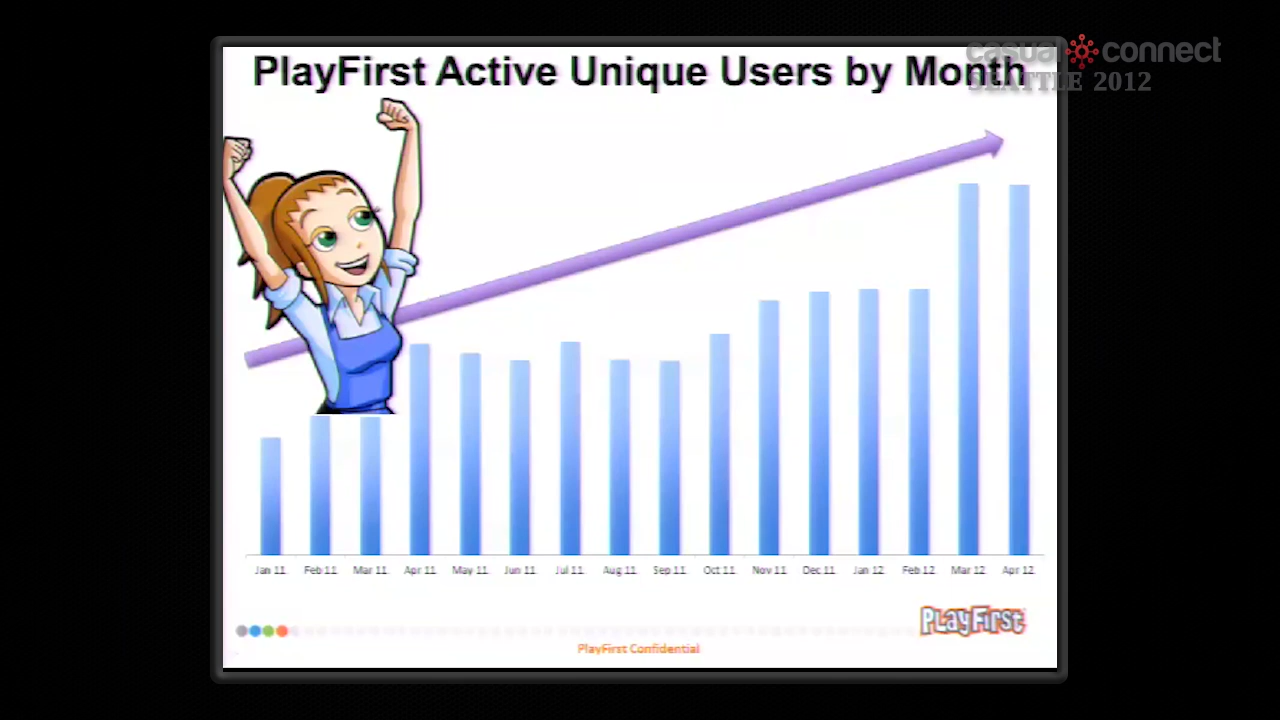 casual connect
SEATTLE 2012
PlayFirst Active Unique Users by Month
Jan 11 Feb 11 Mar 11 Apr 11 May 11 Jun 11 Jul 11 Aug 11 Sep 11 Oct 11 Nov 11 Dec 11 Jan 12 Feb 12 Mar 12 Apr 12
PlayFirst
PlayFirst Confidential